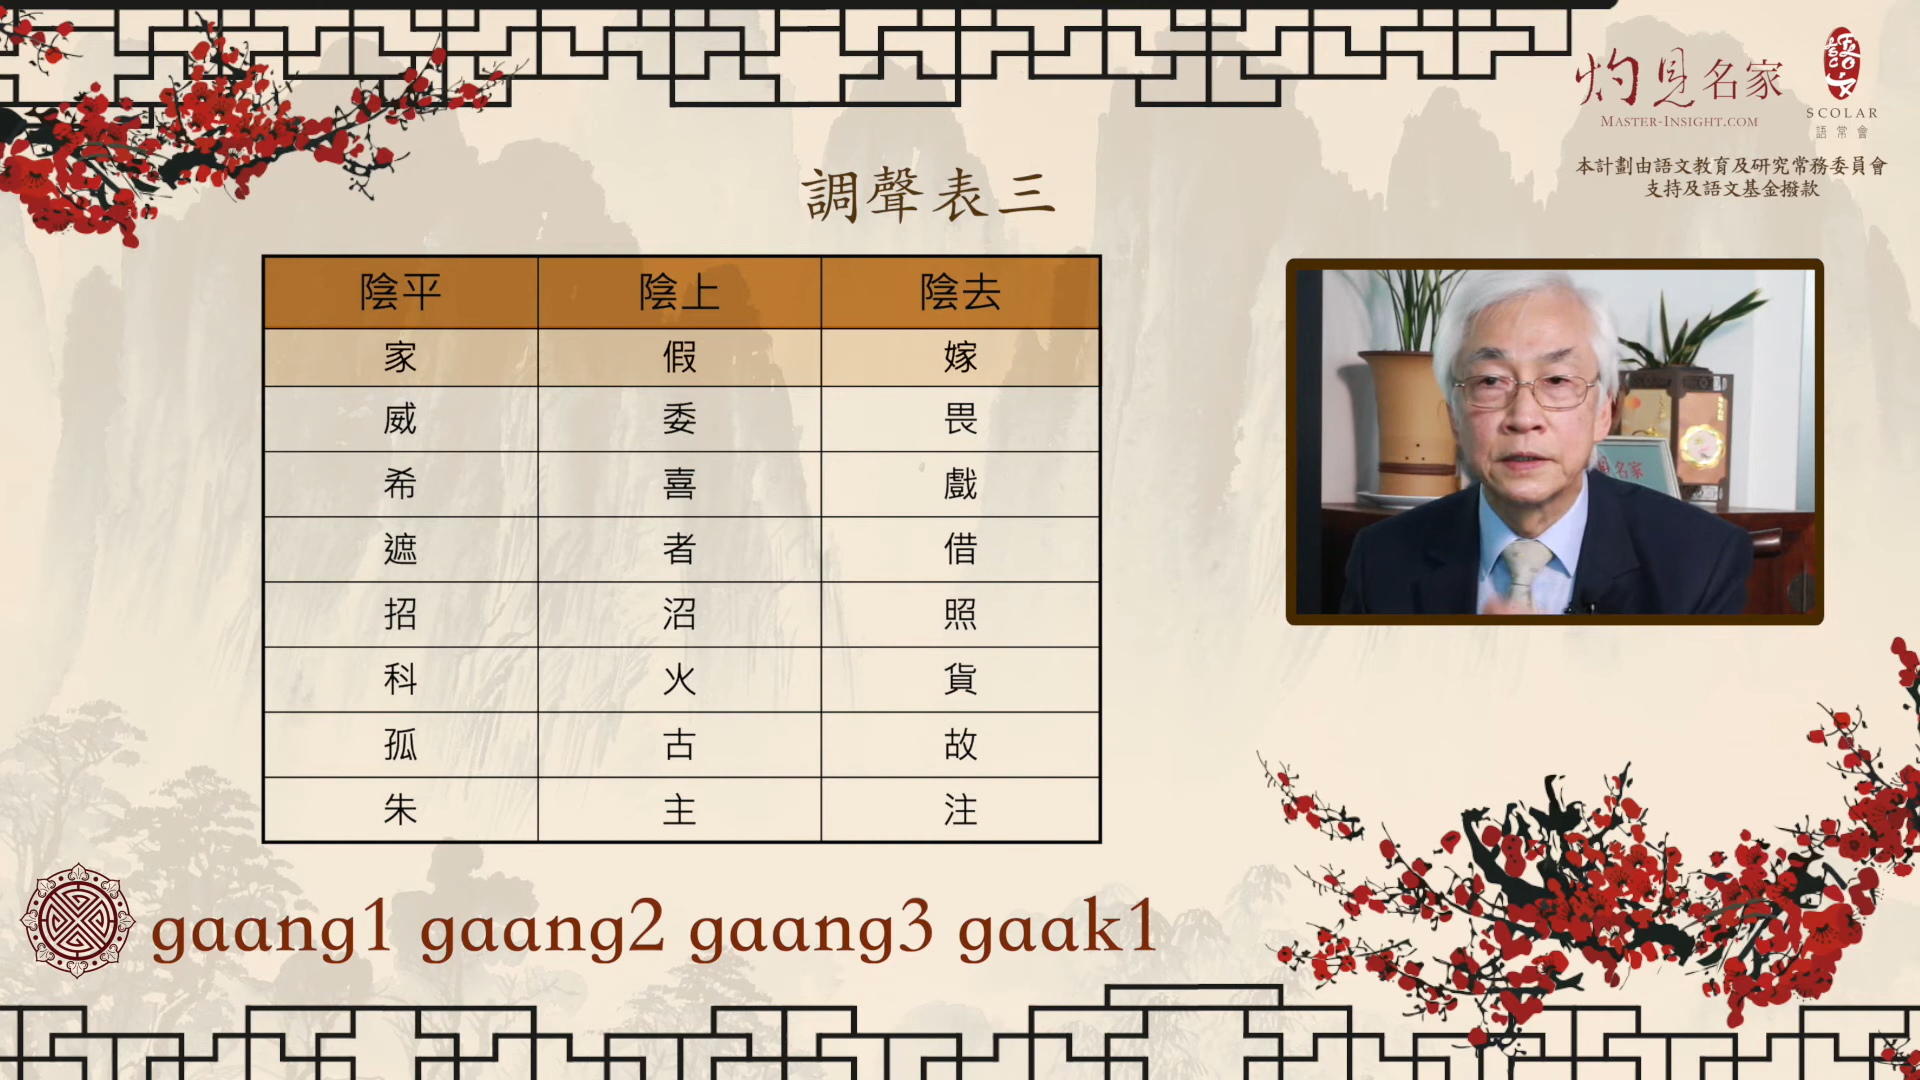 灼見名家
MASTER-INSIGHT.COM
語文
SCOLAR
語常會
本計劃由語文教育及研究常務委員會
支持及語文基金撥款
調聲表三
陰平 陰上 陰去
家 假 嫁
威 委 畏
希 喜 戲
遮 者 借
招 沼 照
科 火 貨
孤 古 故
朱 主 注
見名家
gaang1 gaang2 gaang3 gaak1